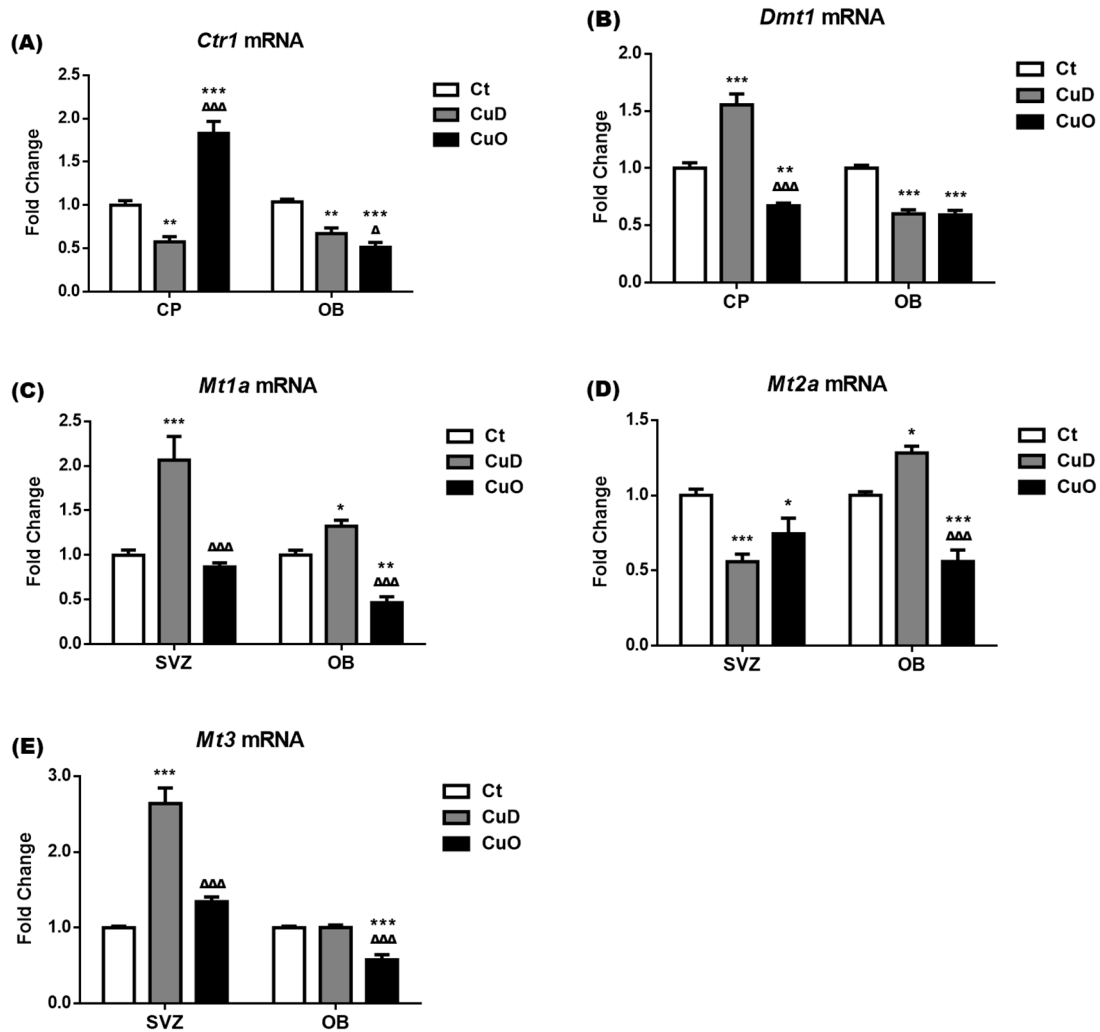 (A)
Ctr1 mRNA
Fold Change
2.5
2.0
1.5
1.0
0.5
0.0
**
***
ΔΔΔ
**
***
Δ
CP
OB
Ct
CuD
CuO
(B)
Dmt1 mRNA
Fold Change
2.0
1.5
1.0
0.5
0.0
***
**
ΔΔΔ
***
***
CP
OB
Ct
CuD
CuO
(C)
Mt1a mRNA
Fold Change
2.5
2.0
1.5
1.0
0.5
0.0
***
ΔΔΔ
*
**
ΔΔΔ
SVZ
OB
Ct
CuD
CuO
(D)
Mt2a mRNA
Fold Change
1.5
1.0
0.5
0.0
***
*
*
***
ΔΔΔ
SVZ
OB
Ct
CuD
CuO
(E)
Mt3 mRNA
Fold Change
3.0
2.0
1.0
0.0
***
ΔΔΔ
***
ΔΔΔ
SVZ
OB
Ct
CuD
CuO